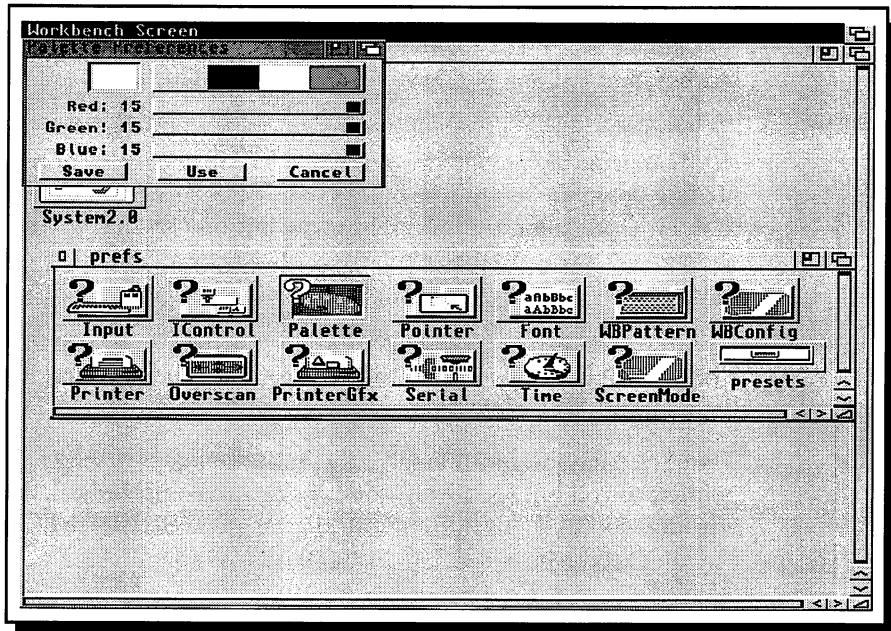 Workbench Screen
Palette Preferences
Red: 15
Green: 15
Blue: 15
Save Use Cancel
System2.0
prefs
Input IControl Palette Pointer Font WBPattern WBConfig
aAbBbc
aAbBbc
Printer Overscan PrinterGfx Serial Time ScreenMode presets